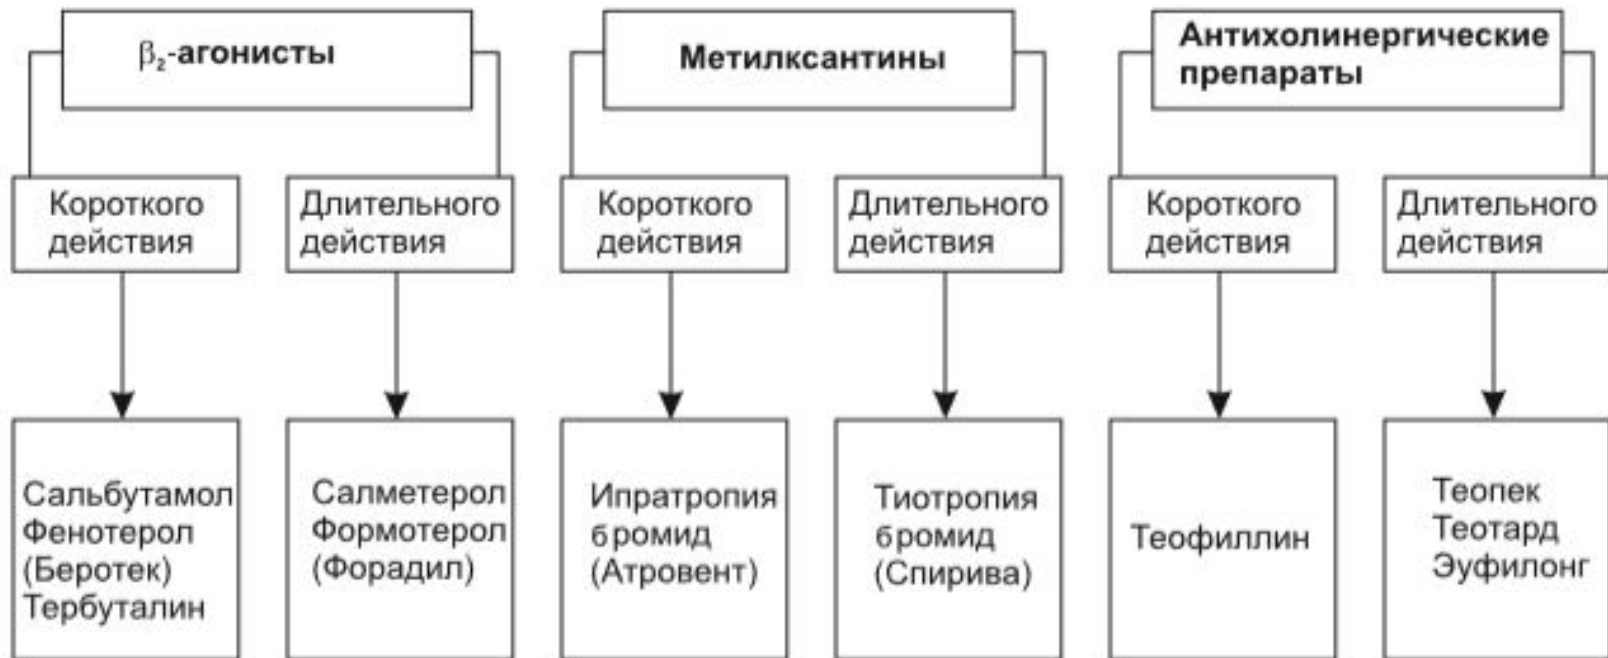 β₂-агонисты
Метилксантины
Антихолинергические
препараты
Короткого
действия
Длительного
действия
Короткого
действия
Длительного
действия
Короткого
действия
Длительного
действия
Сальбутамол
Фенотерол
(Беротек)
Тербуталин
Салметерол
Формотерол
(Форадил)
Ипратропия
бромид
(Атровент)
Тиотропия
бромид
(Спирива)
Теофиллин
Теопек
Теотард
Эуфилонг